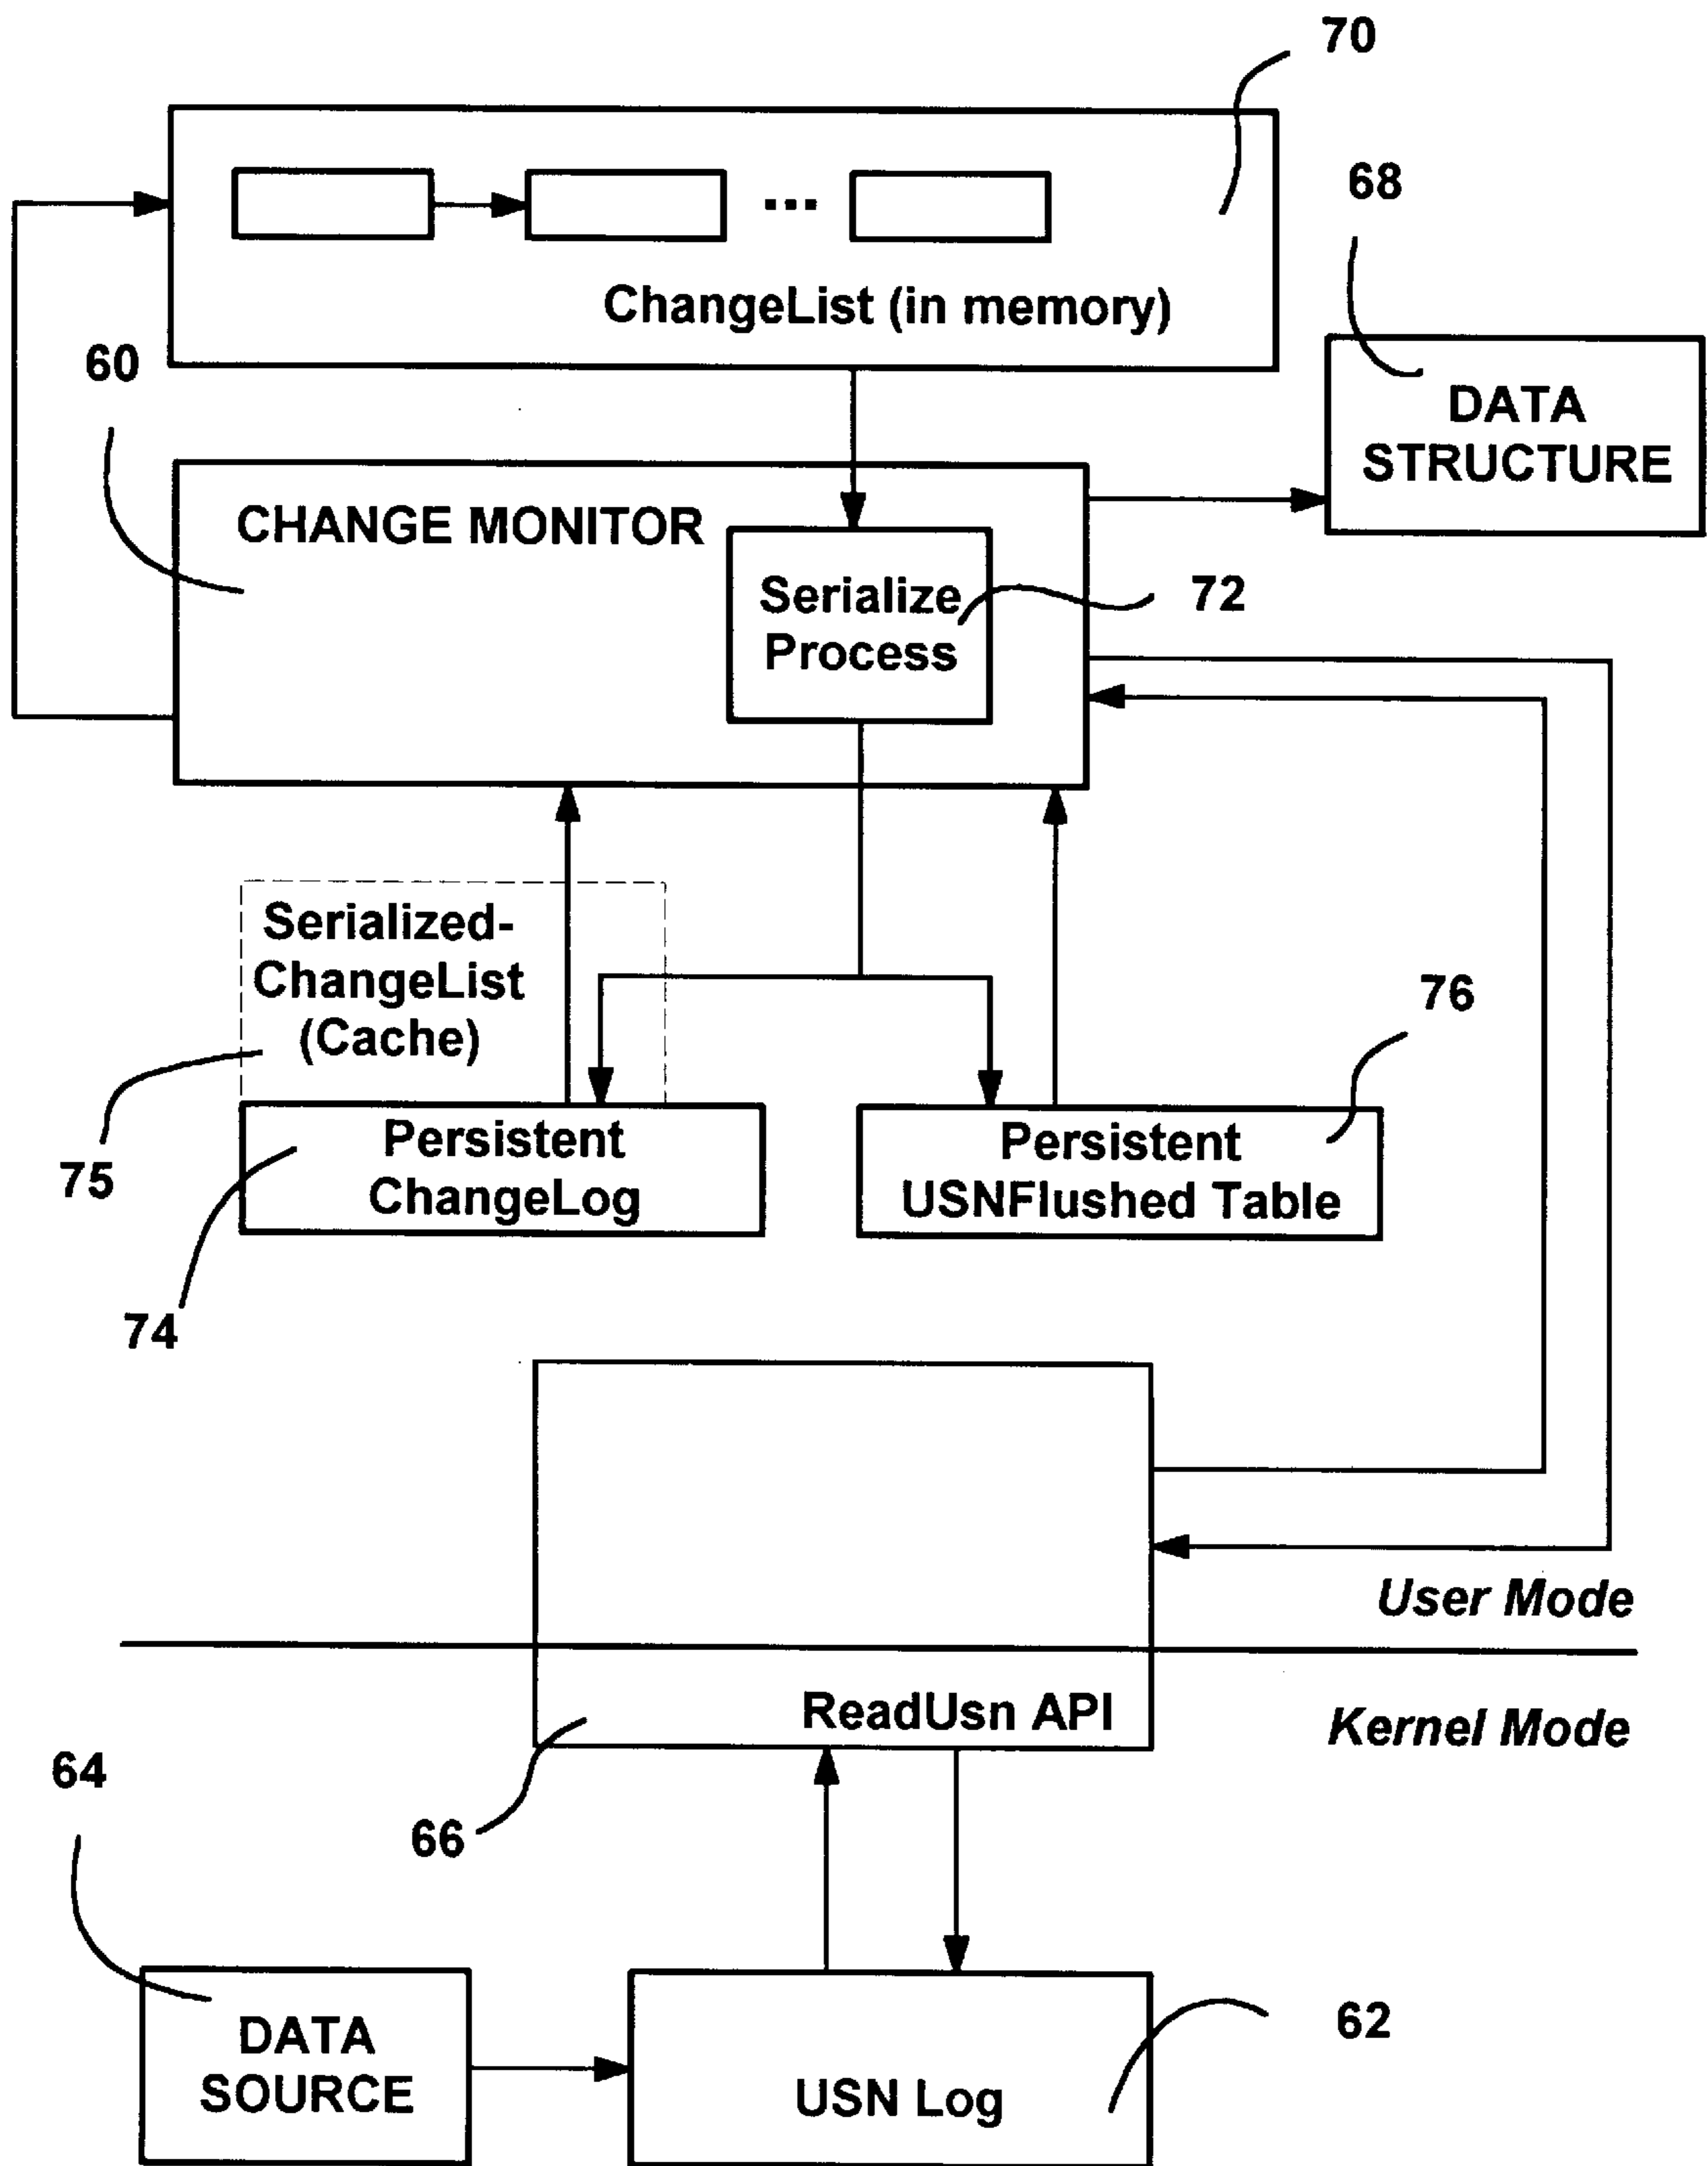 70
68
...
ChangeList (in memory)
60
DATA
STRUCTURE
CHANGE MONITOR
Serialize
Process
72
Serialized-
ChangeList
(Cache)
76
75
Persistent
ChangeLog
Persistent
USNFlushed Table
74
User Mode
ReadUsn API
Kernel Mode
64
66
62
DATA
SOURCE
USN Log